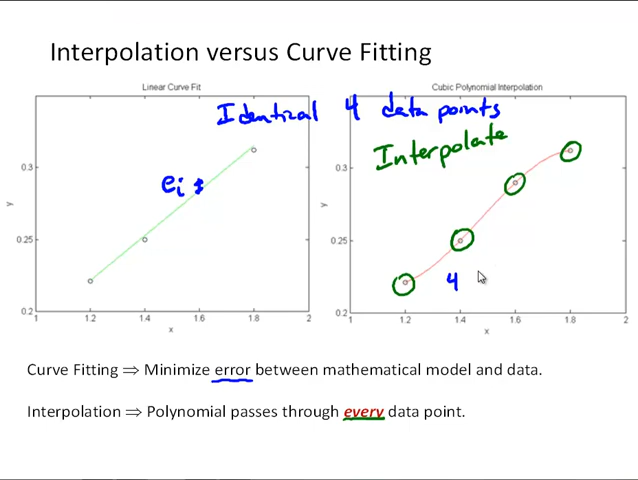 Interpolation versus Curve Fitting
Linear Curve Fit
Cubic Polynomial Interpolation
Identical 4 data points
Interpolate
ei
y
0.3
0.25
0.2
1
1.2
1.4
1.6
1.8
2
x
y
0.3
0.25
0.2
1
1.2
1.4
1.6
1.8
2
x
4
Curve Fitting ⇒ Minimize error between mathematical model and data.
Interpolation ⇒ Polynomial passes through every data point.